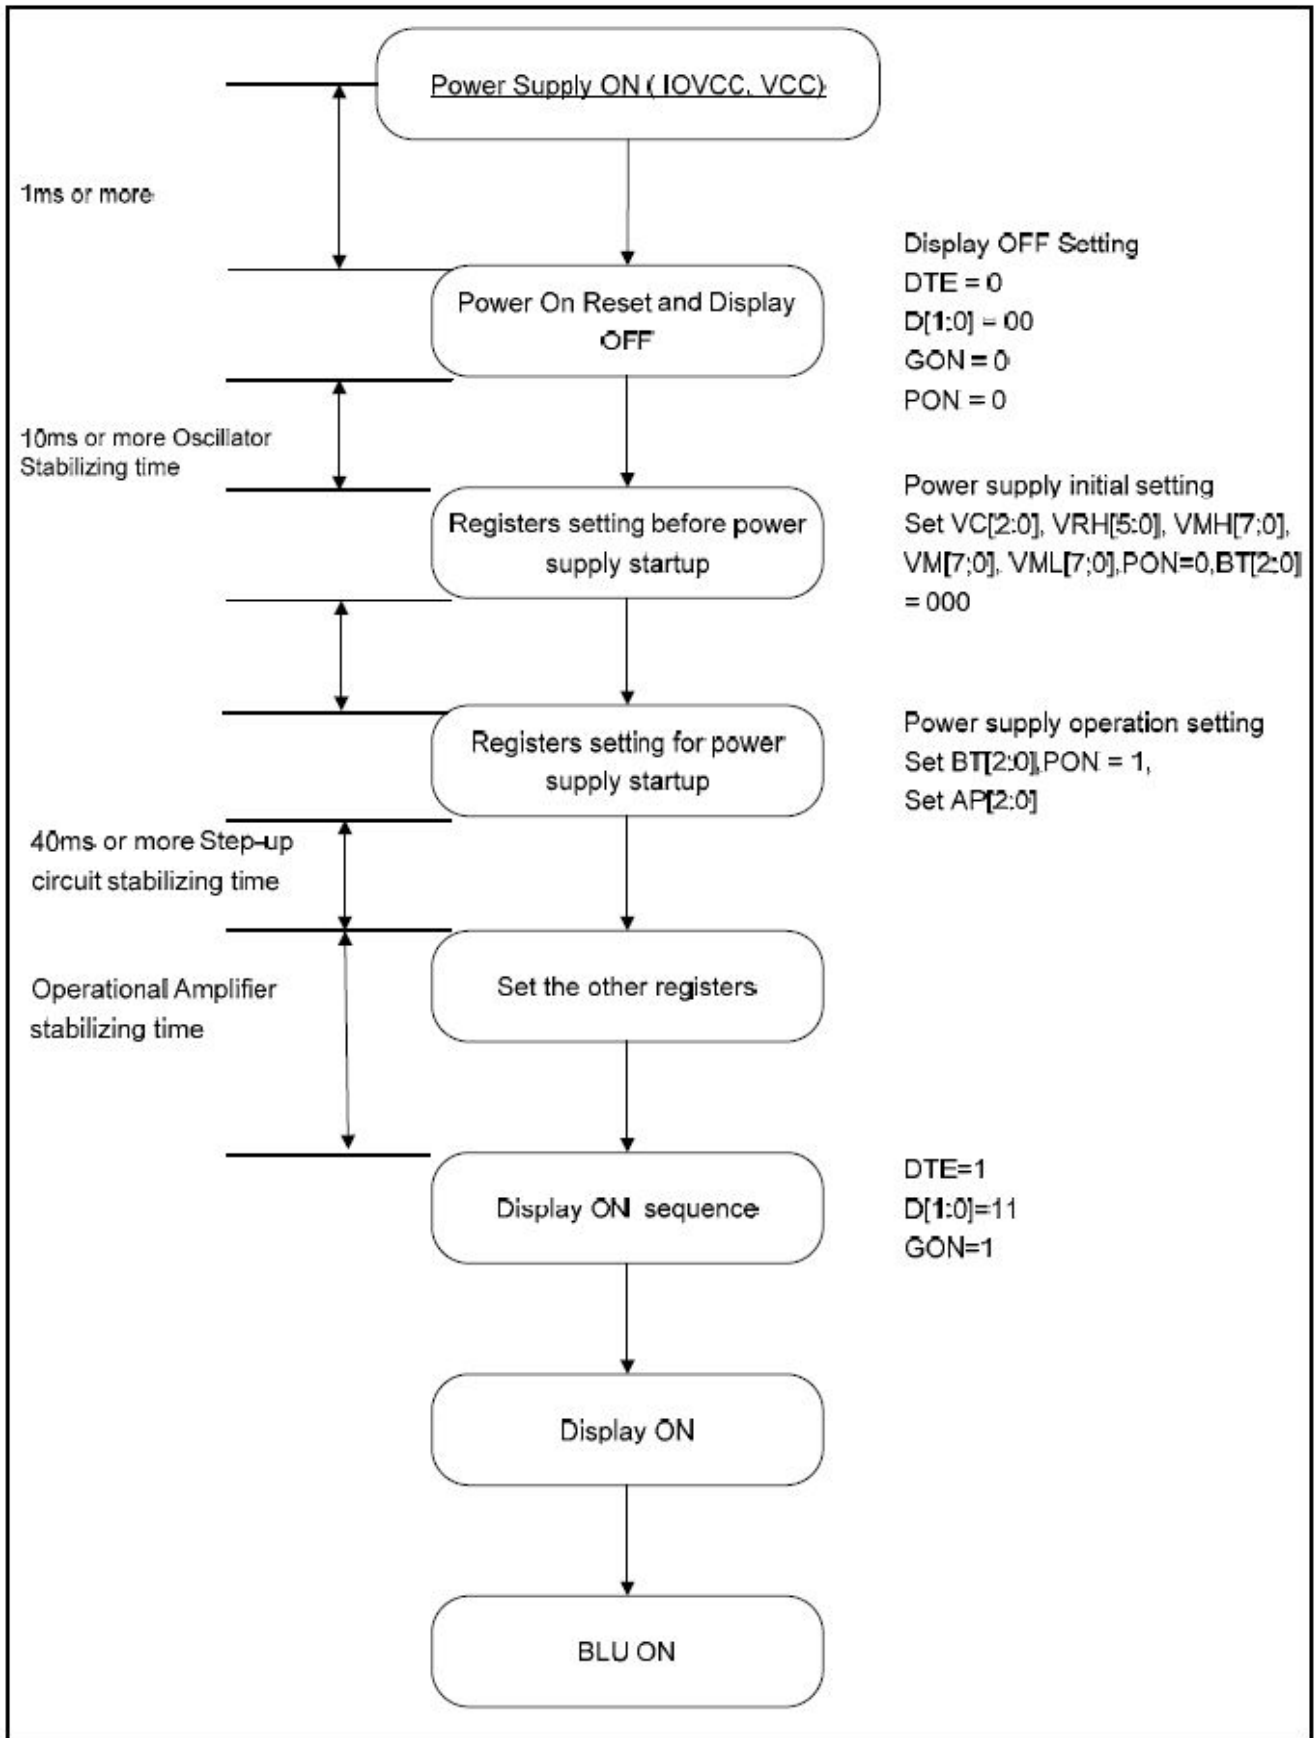 Power Supply ON ( IOVCC, VCC)
1ms or more
Power On Reset and Display
OFF
Display OFF Setting
DTE = 0
D[1:0] = 00
GON = 0
PON = 0
10ms or more Oscillator
Stabilizing time
Registers setting before power
supply startup
Power supply initial setting
Set VC[2:0], VRH[5:0], VMH[7;0],
VM[7;0], VML[7;0],PON=0,BT[2:0]
= 000
Registers setting for power
supply startup
Power supply operation setting
Set BT[2:0],PON = 1,
Set AP[2:0]
40ms or more Step-up
circuit stabilizing time
Set the other registers
Operational Amplifier
stabilizing time
Display ON sequence
DTE=1
D[1:0]=11
GON=1
Display ON
BLU ON